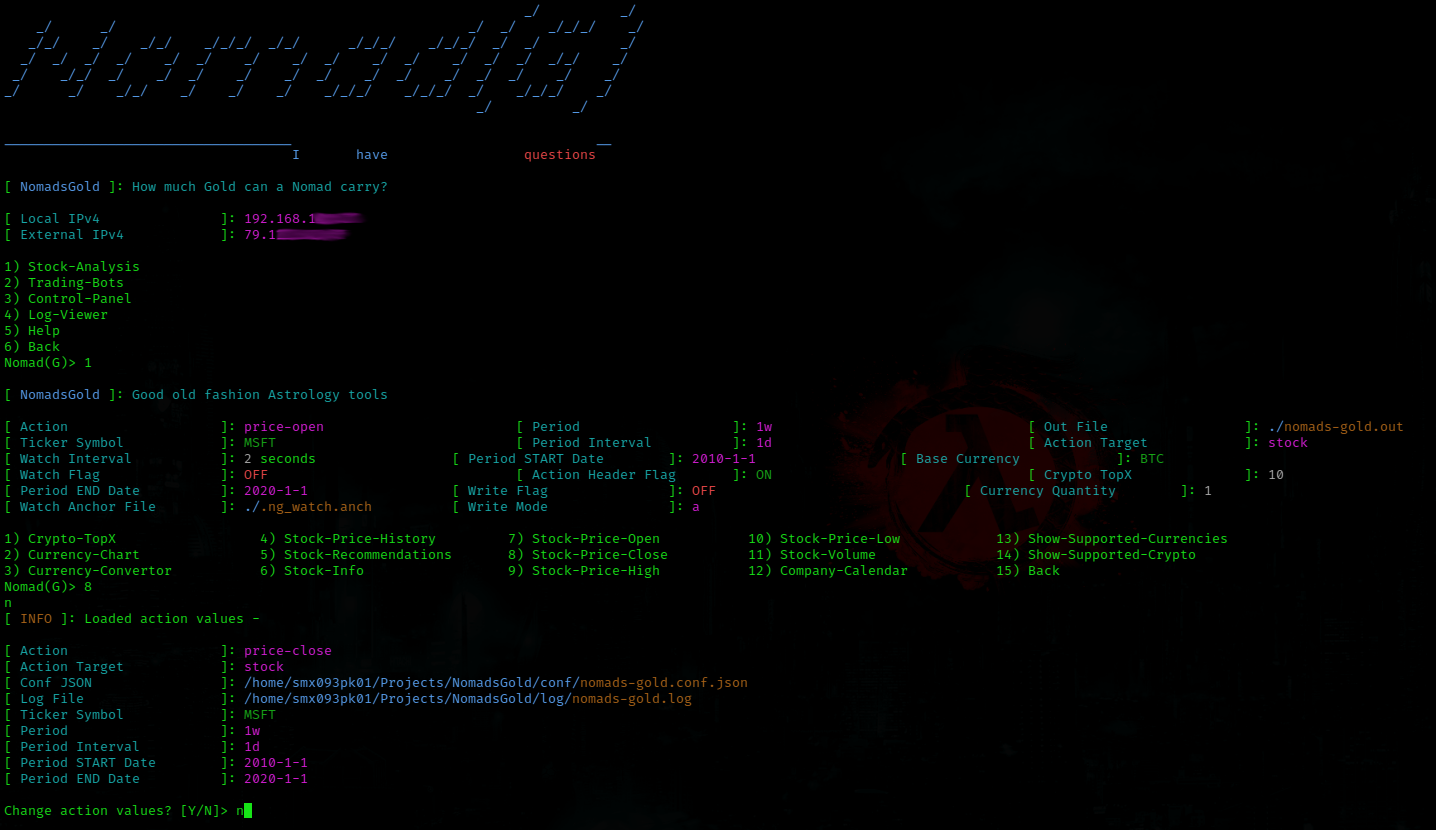 Nomad(G)
I have questions
[ NomadsGold ]: How much Gold can a Nomad carry?
[ Local IPv4 ]: 192.168.1
[ External IPv4 ]: 79.1
1) Stock-Analysis
2) Trading-Bots
3) Control-Panel
4) Log-Viewer
5) Help
6) Back
Nomad(G)> 1
[ NomadsGold ]: Good old fashion Astrology tools
[ Action ]: price-open [ Period ]: 1w [ Out File ]: ./nomads-gold.out
[ Ticker Symbol ]: MSFT [ Period Interval ]: 1d [ Action Target ]: stock
[ Watch Interval ]: 2 seconds [ Period START Date ]: 2010-1-1 [ Base Currency ]: BTC
[ Watch Flag ]: OFF [ Action Header Flag ]: ON [ Crypto TopX ]: 10
[ Period END Date ]: 2020-1-1 [ Write Flag ]: OFF [ Currency Quantity ]: 1
[ Watch Anchor File ]: ./.ng_watch.anch [ Write Mode ]: a
1) Crypto-TopX 4) Stock-Price-History 7) Stock-Price-Open 10) Stock-Price-Low 13) Show-Supported-Currencies
2) Currency-Chart 5) Stock-Recommendations 8) Stock-Price-Close 11) Stock-Volume 14) Show-Supported-Crypto
3) Currency-Convertor 6) Stock-Info 9) Stock-Price-High 12) Company-Calendar 15) Back
Nomad(G)> 8
n
[ INFO ]: Loaded action values -
[ Action ]: price-close
[ Action Target ]: stock
[ Conf JSON ]: /home/smx093pk01/Projects/NomadsGold/conf/nomads-gold.conf.json
[ Log File ]: /home/smx093pk01/Projects/NomadsGold/log/nomads-gold.log
[ Ticker Symbol ]: MSFT
[ Period ]: 1w
[ Period Interval ]: 1d
[ Period START Date ]: 2010-1-1
[ Period END Date ]: 2020-1-1
Change action values? [Y/N]> n